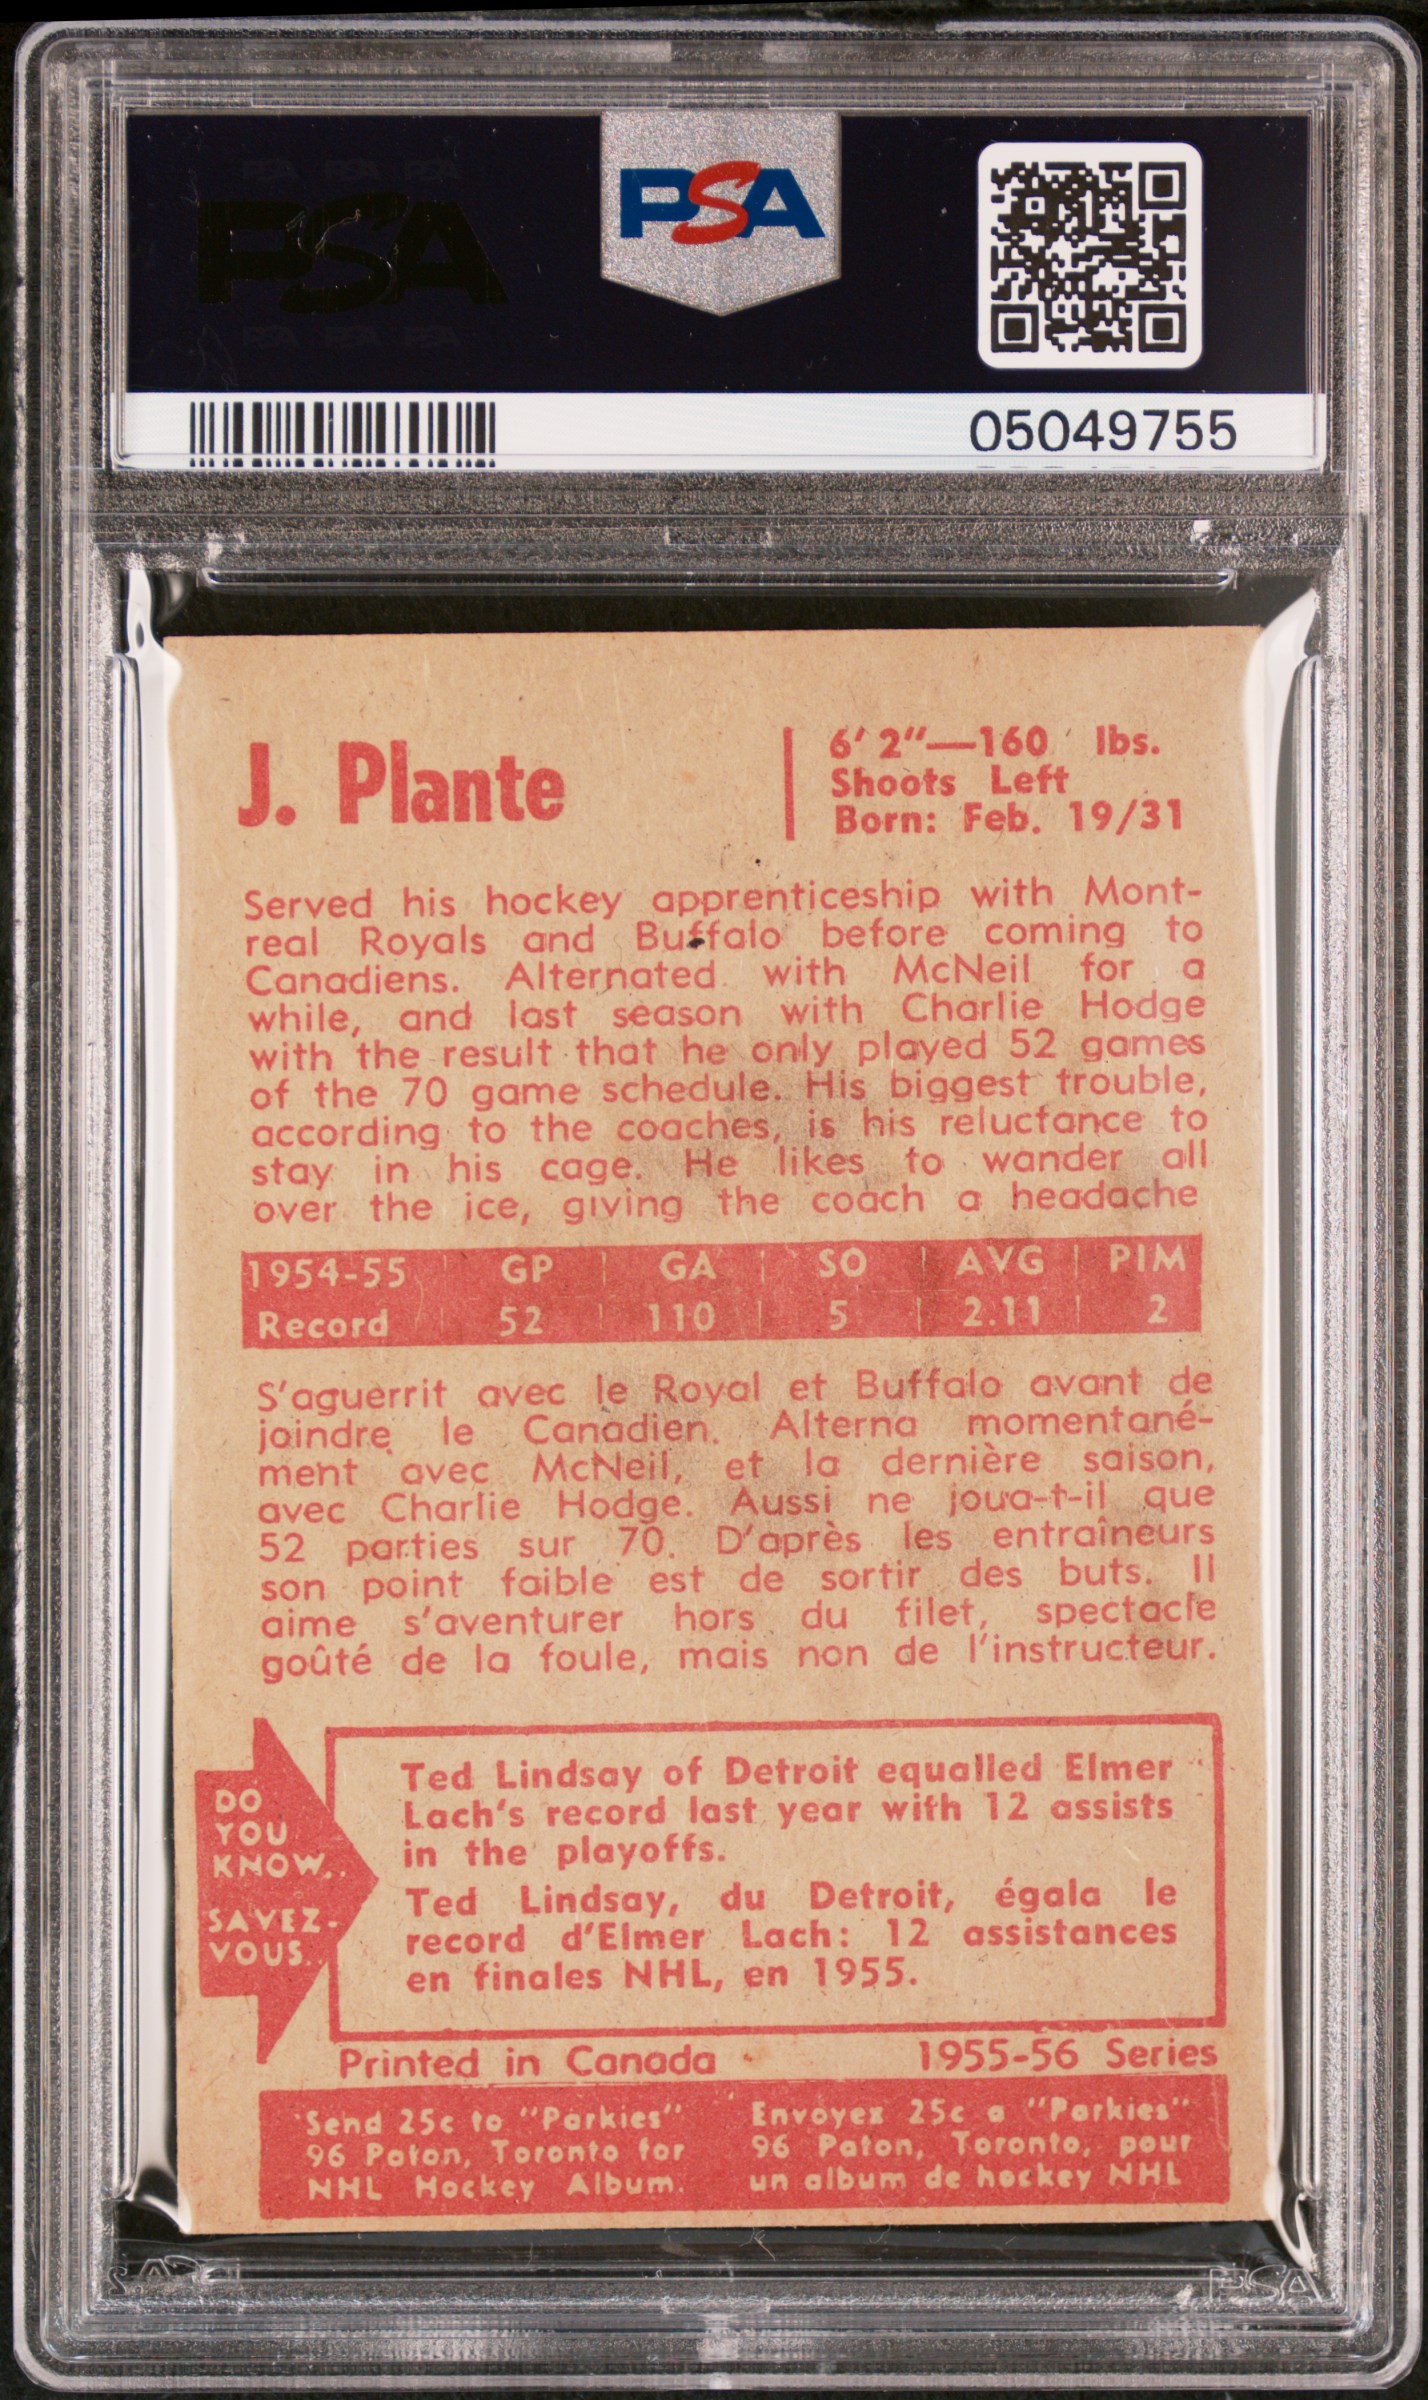 PSA
05049755
J. Plante
6' 2"—160 lbs.
Shoots Left
Born: Feb. 19/31
Served his hockey apprenticeship with Mont-
real Royals and Buffalo before coming to
Canadiens. Alternated with McNeil for a
while, and last season with Charlie Hodge
with the result that he only played 52 games
of the 70 game schedule. His biggest trouble,
according to the coaches, is his reluctance to
stay in his cage. He likes to wander all
over the ice, giving the coach a headache
1954-55 GP GA SO AVG PIM
Record 52 110 5 2.11 2
S'aguerrit avec le Royal et Buffalo avant de
joindre le Canadien. Alterna momentané-
ment avec McNeil, et la dernière saison,
avec Charlie Hodge. Aussi ne joua-t-il que
52 parties sur 70. D'après les entraîneurs
son point faible est de sortir des buts. Il
aime s'aventurer hors du filet, spectacle
goûté de la foule, mais non de l'instructeur.
DO
YOU
KNOW..
SAVEZ-
VOUS..
Ted Lindsay of Detroit equalled Elmer
Lach's record last year with 12 assists
in the playoffs.
Ted Lindsay, du Detroit, égala le
record d'Elmer Lach: 12 assistances
en finales NHL, en 1955.
Printed in Canada 1955-56 Series
Send 25c to "Parkies"
96 Paton, Toronto for
NHL Hockey Album.
Envoyez 25c a "Parkies"
96 Paton, Toronto, pour
un album de hockey NHL
PSA